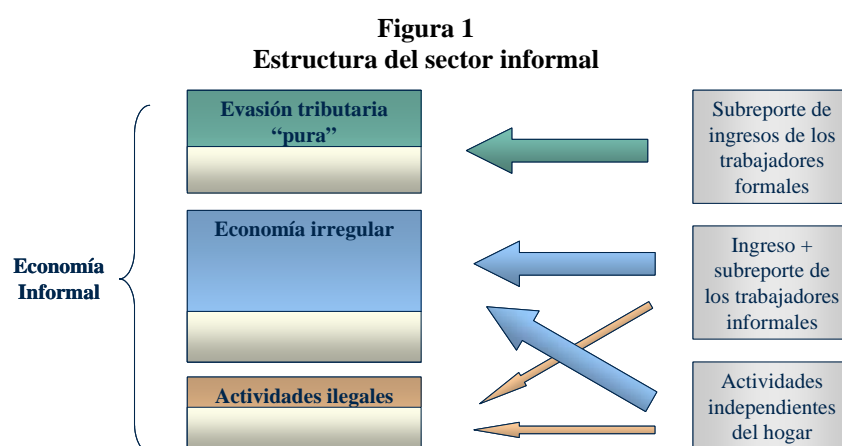 Figura 1
Estructura del sector informal
Evasión tributaria
“pura”
Subreporte de
ingresos de los
trabajadores
formales
Economía irregular
Ingreso +
subreporte de
los trabajadores
informales
Economía
Informal
Actividades ilegales
Actividades
independientes
del hogar